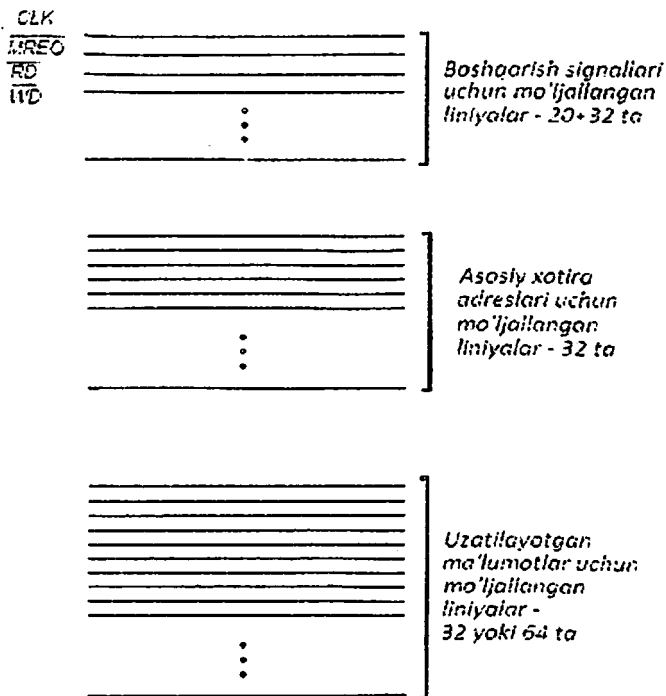 CLK
MREQ
RD
WD
Boshqarish signallari
uchun mo'ljallangan
liniyalar - 20÷32 ta
Asosiy xotira
adreslari uchun
mo'ljallangan
liniyalar - 32 ta
Uzatilayotgan
ma'lumotlar uchun
mo'ljallangan
liniyalar -
32 yoki 64 ta